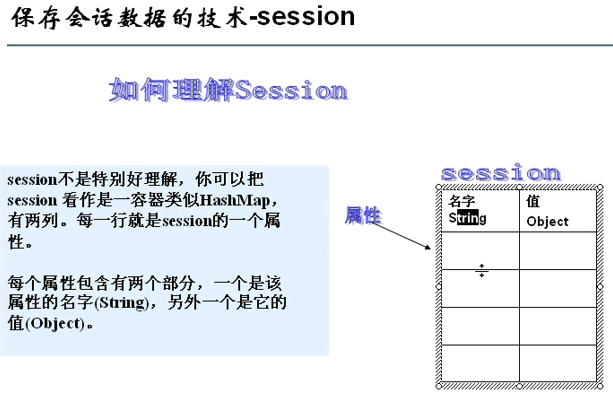 保存会话数据的技术-session
如何理解Session
session不是特别好理解，你可以把
session 看作是一容器类似HashMap，
有两列。每一行就是session的一个属
性。
每个属性包含有两个部分，一个是该
属性的名字(String)，另外一个是它的
值(Object)。
session
属性
名字 值
String Object